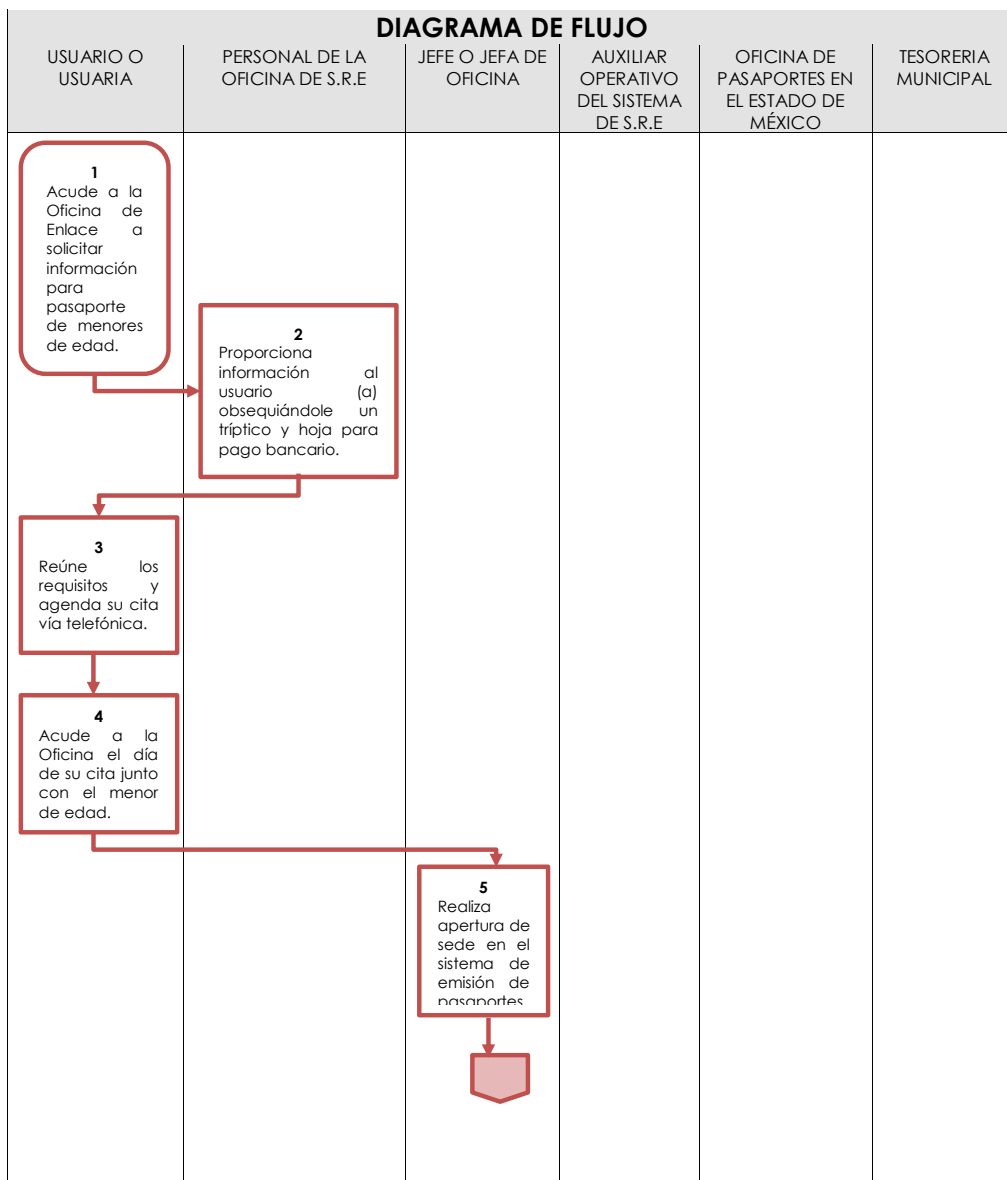 DIAGRAMA DE FLUJO
USUARIO O
USUARIA
PERSONAL DE LA
OFICINA DE S.R.E
JEFE O JEFA DE
OFICINA
AUXILIAR
OPERATIVO
DEL SISTEMA
DE S.R.E
OFICINA DE
PASAPORTES EN
EL ESTADO DE
MÉXICO
TESORERIA
MUNICIPAL
1
Acude a la
Oficina de
Enlace a
solicitar
información
para
pasaporte
de menores
de edad.
2
Proporciona
información al
usuario (a)
obsequiándole un
tríptico y hoja para
pago bancario.
3
Reúne los
requisitos y
agenda su cita
vía telefónica.
4
Acude a la
Oficina el día
de su cita junto
con el menor
de edad.
5
Realiza
apertura de
sede en el
sistema de
emisión de
pasaportes